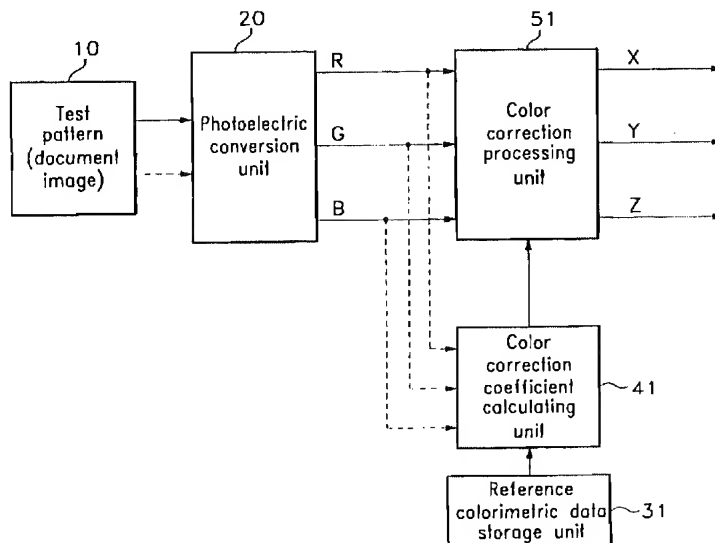 10
Test
pattern
(document
image)
20
Photoelectric
conversion
unit
R
G
B
51
Color
correction
processing
unit
X
Y
Z
Color
correction
coefficient
calculating
unit
41
Reference
colorimetric data
storage unit
31